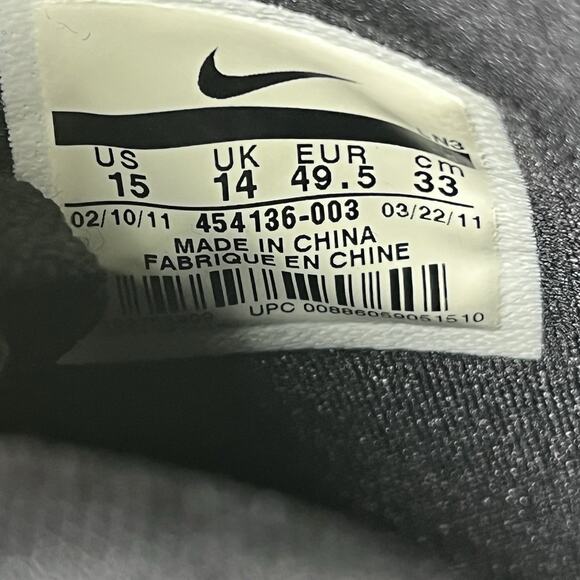 LN3
US UK EUR cm
15 14 49.5 33
02/10/11 454136-003 03/22/11
MADE IN CHINA
FABRIQUE EN CHINE
UPC 00886059051510